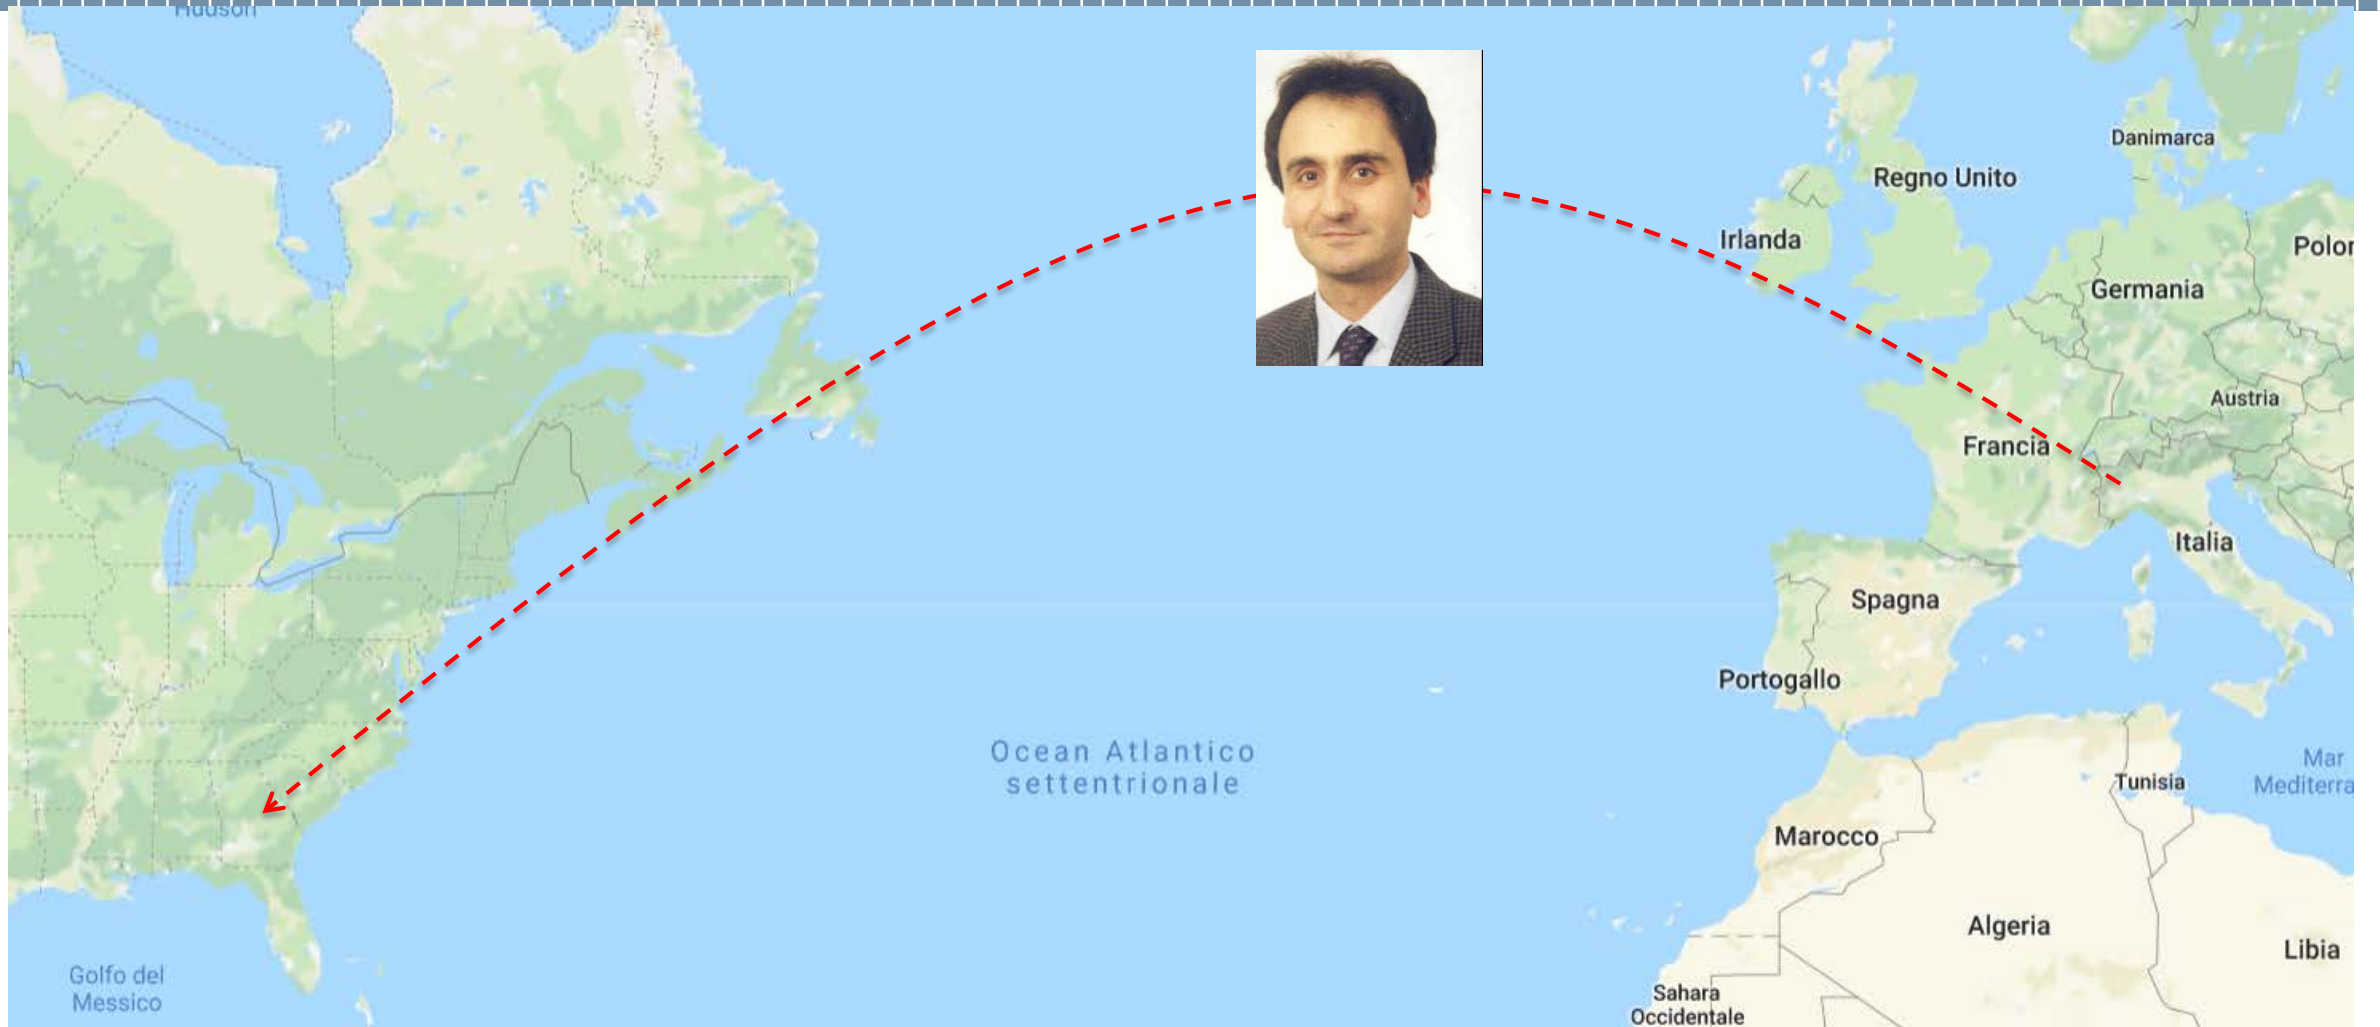 Hudson
Danimarca
Regno Unito
Irlanda
Polor
Germania
Austria
Francia
Italia
Spagna
Portogallo
Ocean Atlantico
settentrionale
Mar
Mediterra
Tunisia
Marocco
Algeria
Libia
Golfo del
Messico
Sahara
Occidentale